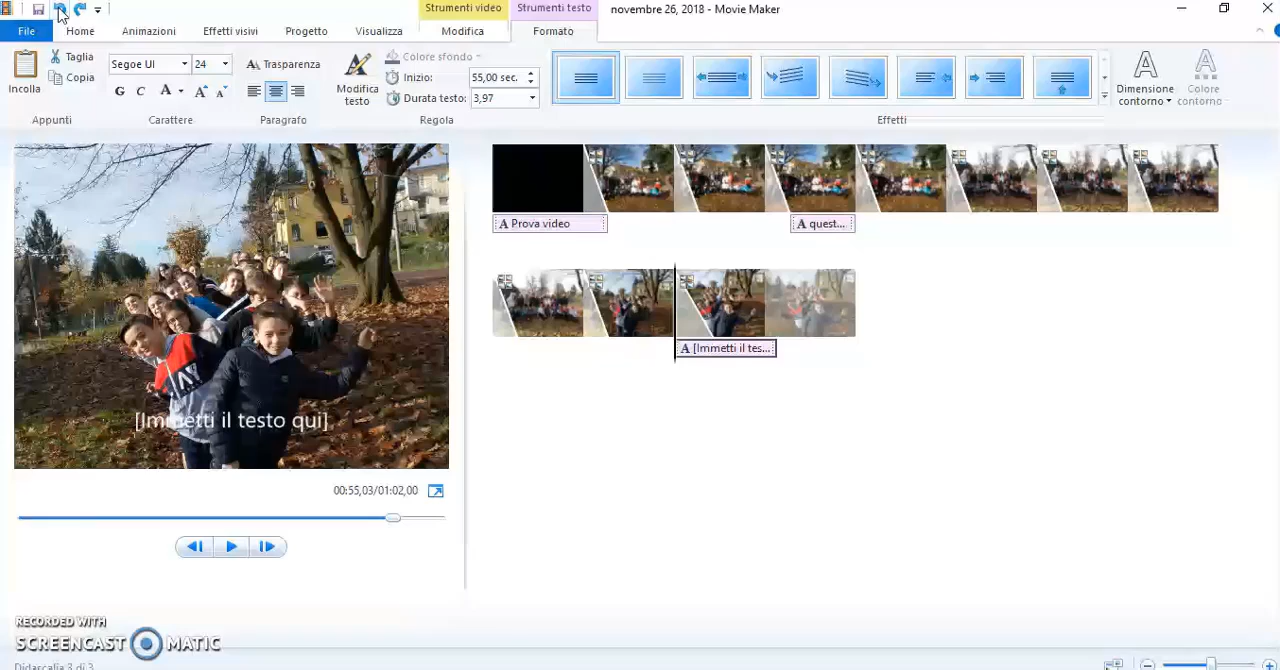 Strumenti video
Strumenti testo
novembre 26, 2018 - Movie Maker
File
Home
Animazioni
Effetti visivi
Progetto
Visualizza
Modifica
Formato
Incolla
Taglia
Copia
Appunti
Segoe UI
24
G C A A A
Carattere
Trasparenza
Paragrafo
Modifica
testo
Colore sfondo
Inizio: 55,00 sec.
Durata testo: 3,97
Regola
Effetti
Dimensione
contorno
Colore
contorno
[Immetti il testo qui]
00:55,03/01:02,00
A Prova video
A quest...
A [Immetti il tes...
RECORDED WITH
SCREENCAST MATIC
Didascalia 3 di 3